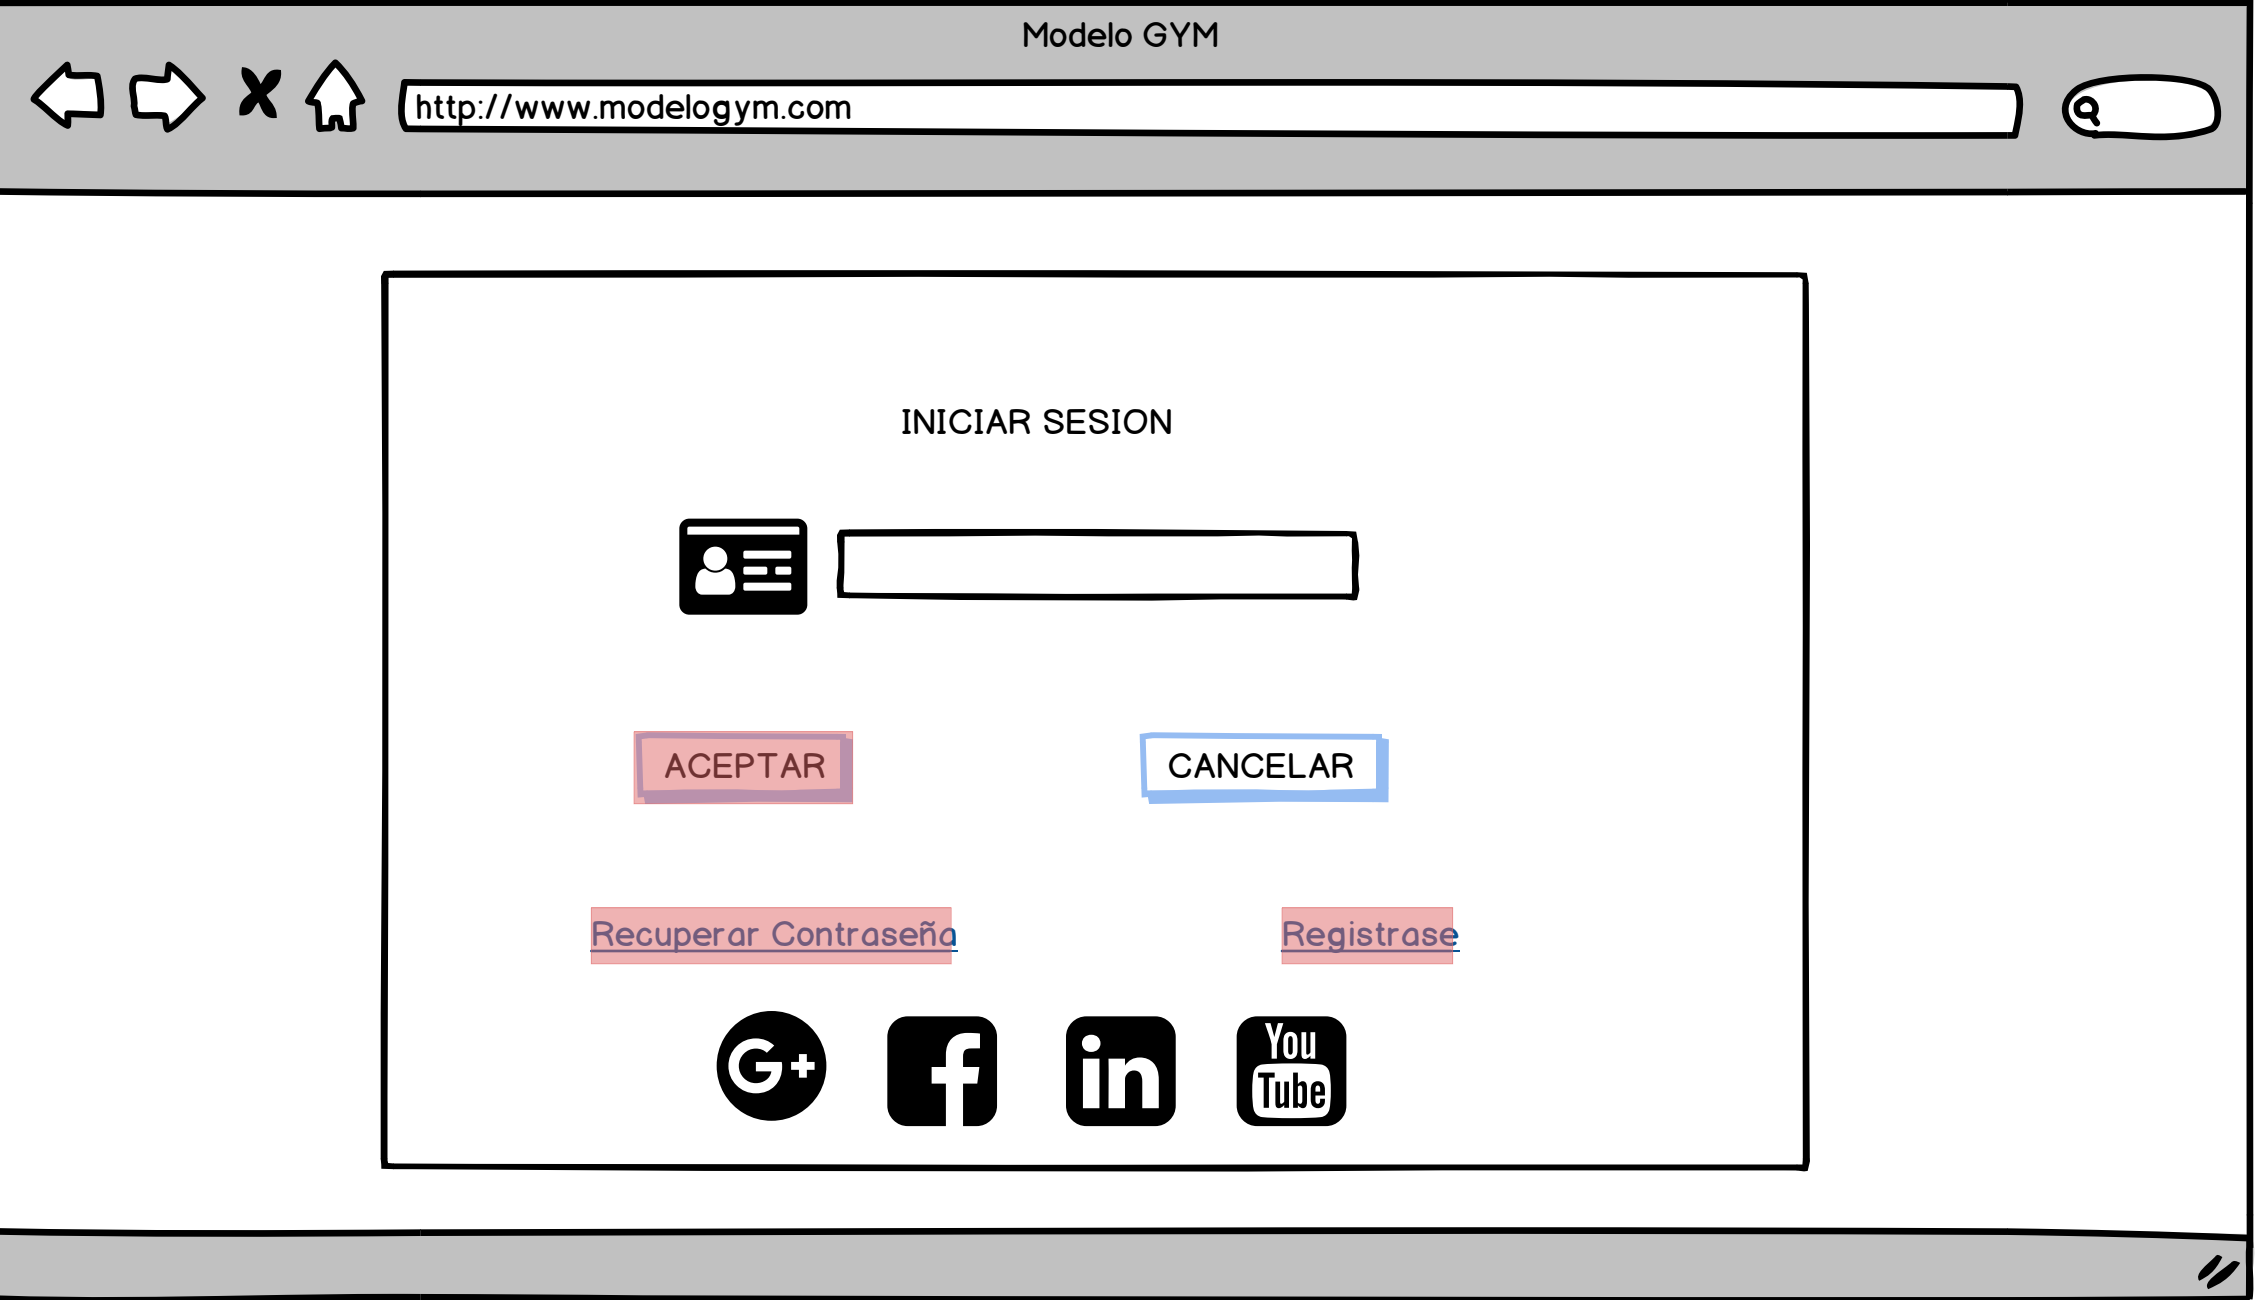 Modelo GYM
http://www.modelogym.com
INICIAR SESION
ACEPTAR
CANCELAR
Recuperar Contraseña
Registrase
G+
f
in
You
Tube